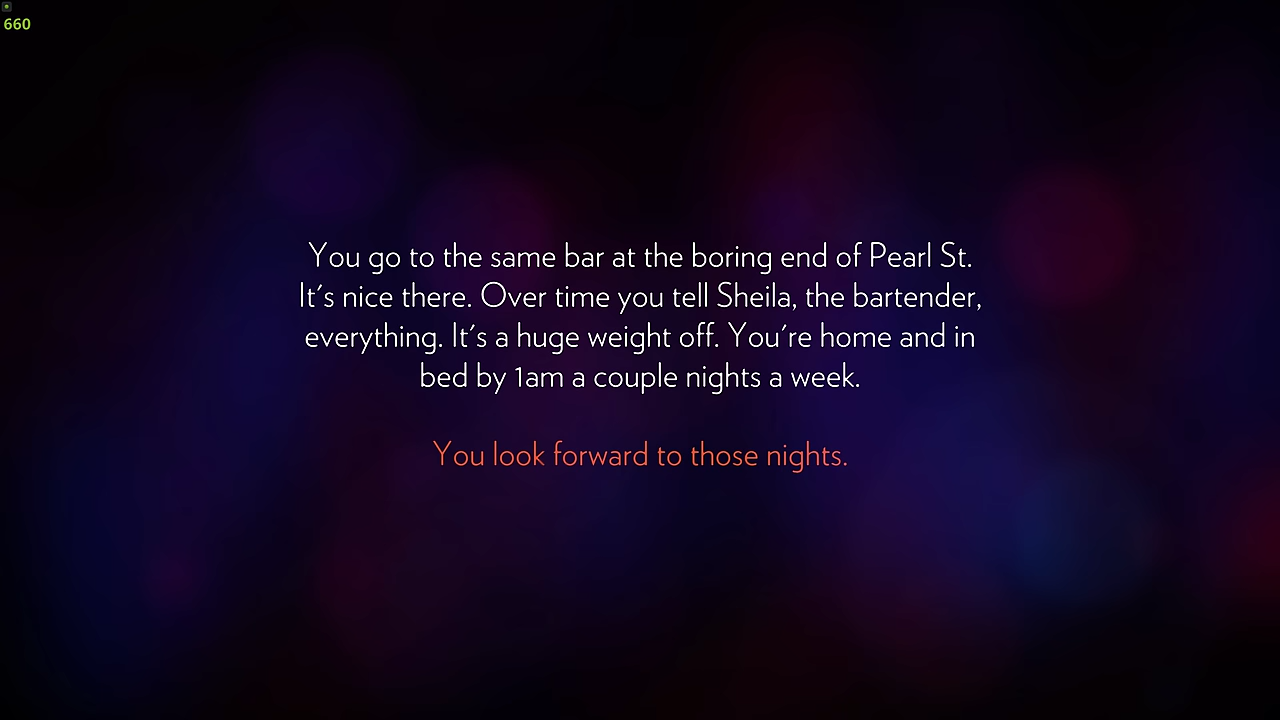 660
You go to the same bar at the boring end of Pearl St.
It's nice there. Over time you tell Sheila, the bartender,
everything. It's a huge weight off. You're home and in
bed by 1am a couple nights a week.
You look forward to those nights.